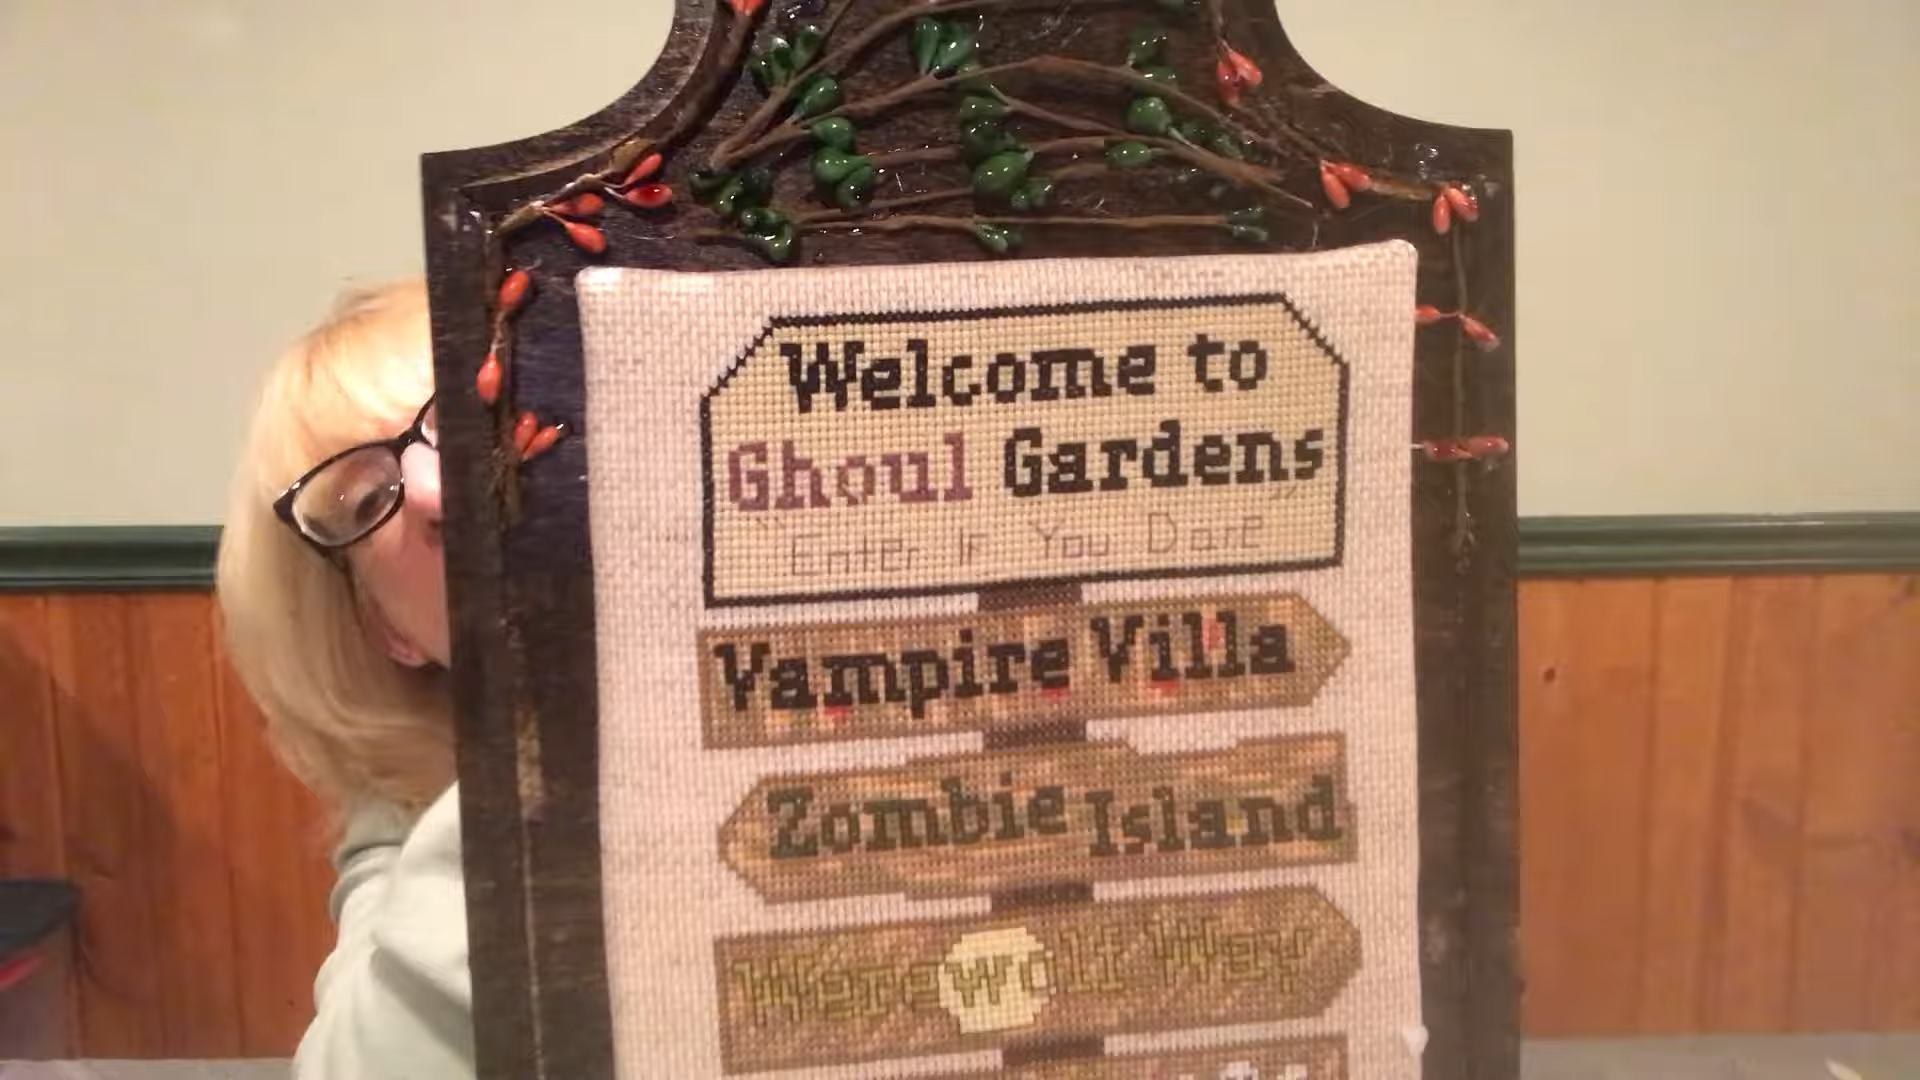 Welcome to
Ghoul Gardens
"Enter If You Dare"
Vampire Villa
Zombie Island
Werewolf Way